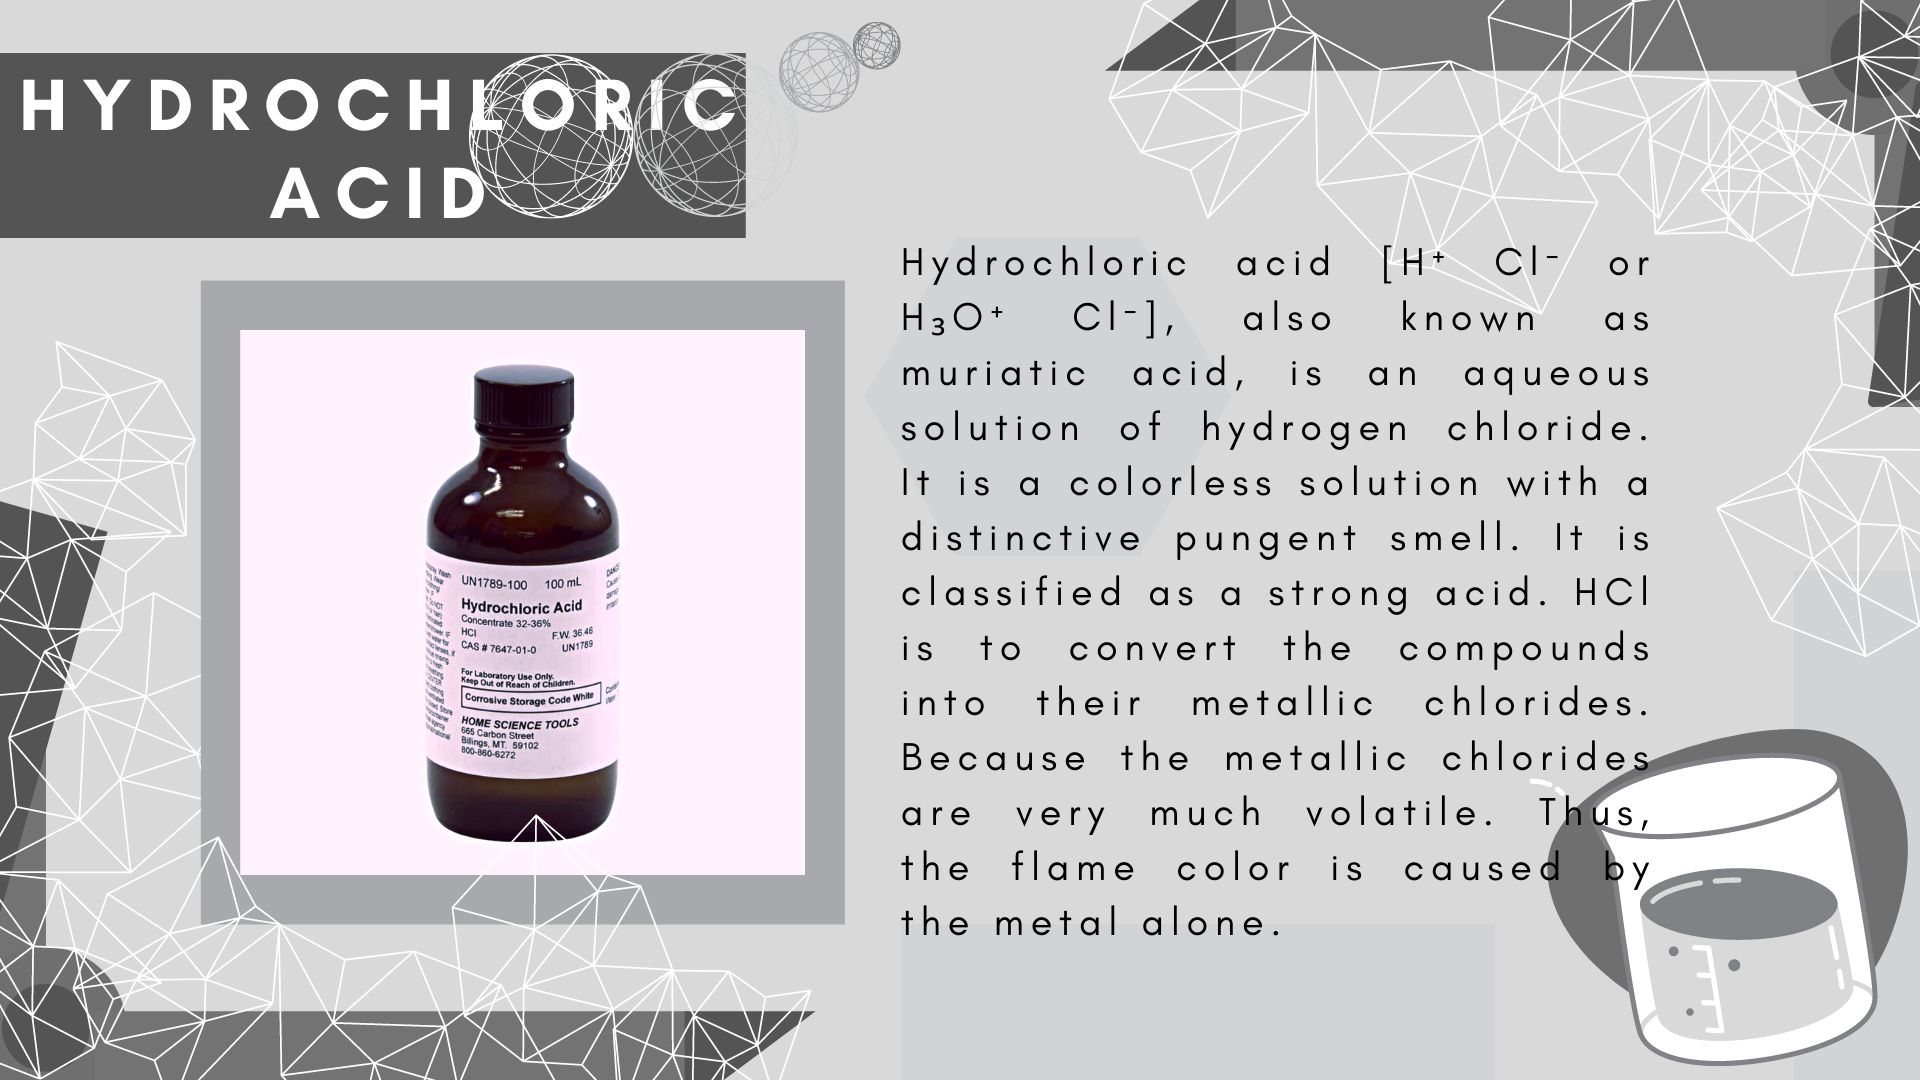 HYDROCHLORIC
ACID
Hydrochloric acid [H⁺ Cl⁻ or
H₃O⁺ Cl⁻], also known as
muriatic acid, is an aqueous
solution of hydrogen chloride.
It is a colorless solution with a
distinctive pungent smell. It is
classified as a strong acid. HCl
is to convert the compounds
into their metallic chlorides.
Because the metallic chlorides
are very much volatile. Thus,
the flame color is caused by
the metal alone.
UN1789-100 100 mL
Hydrochloric Acid
Concentrate 32-36%
HCl F.W. 36.46
CAS # 7647-01-0 UN1789
For Laboratory Use Only.
Keep Out of Reach of Children.
Corrosive Storage Code White
HOME SCIENCE TOOLS
665 Carbon Street
Billings, MT. 59102
800-860-6272